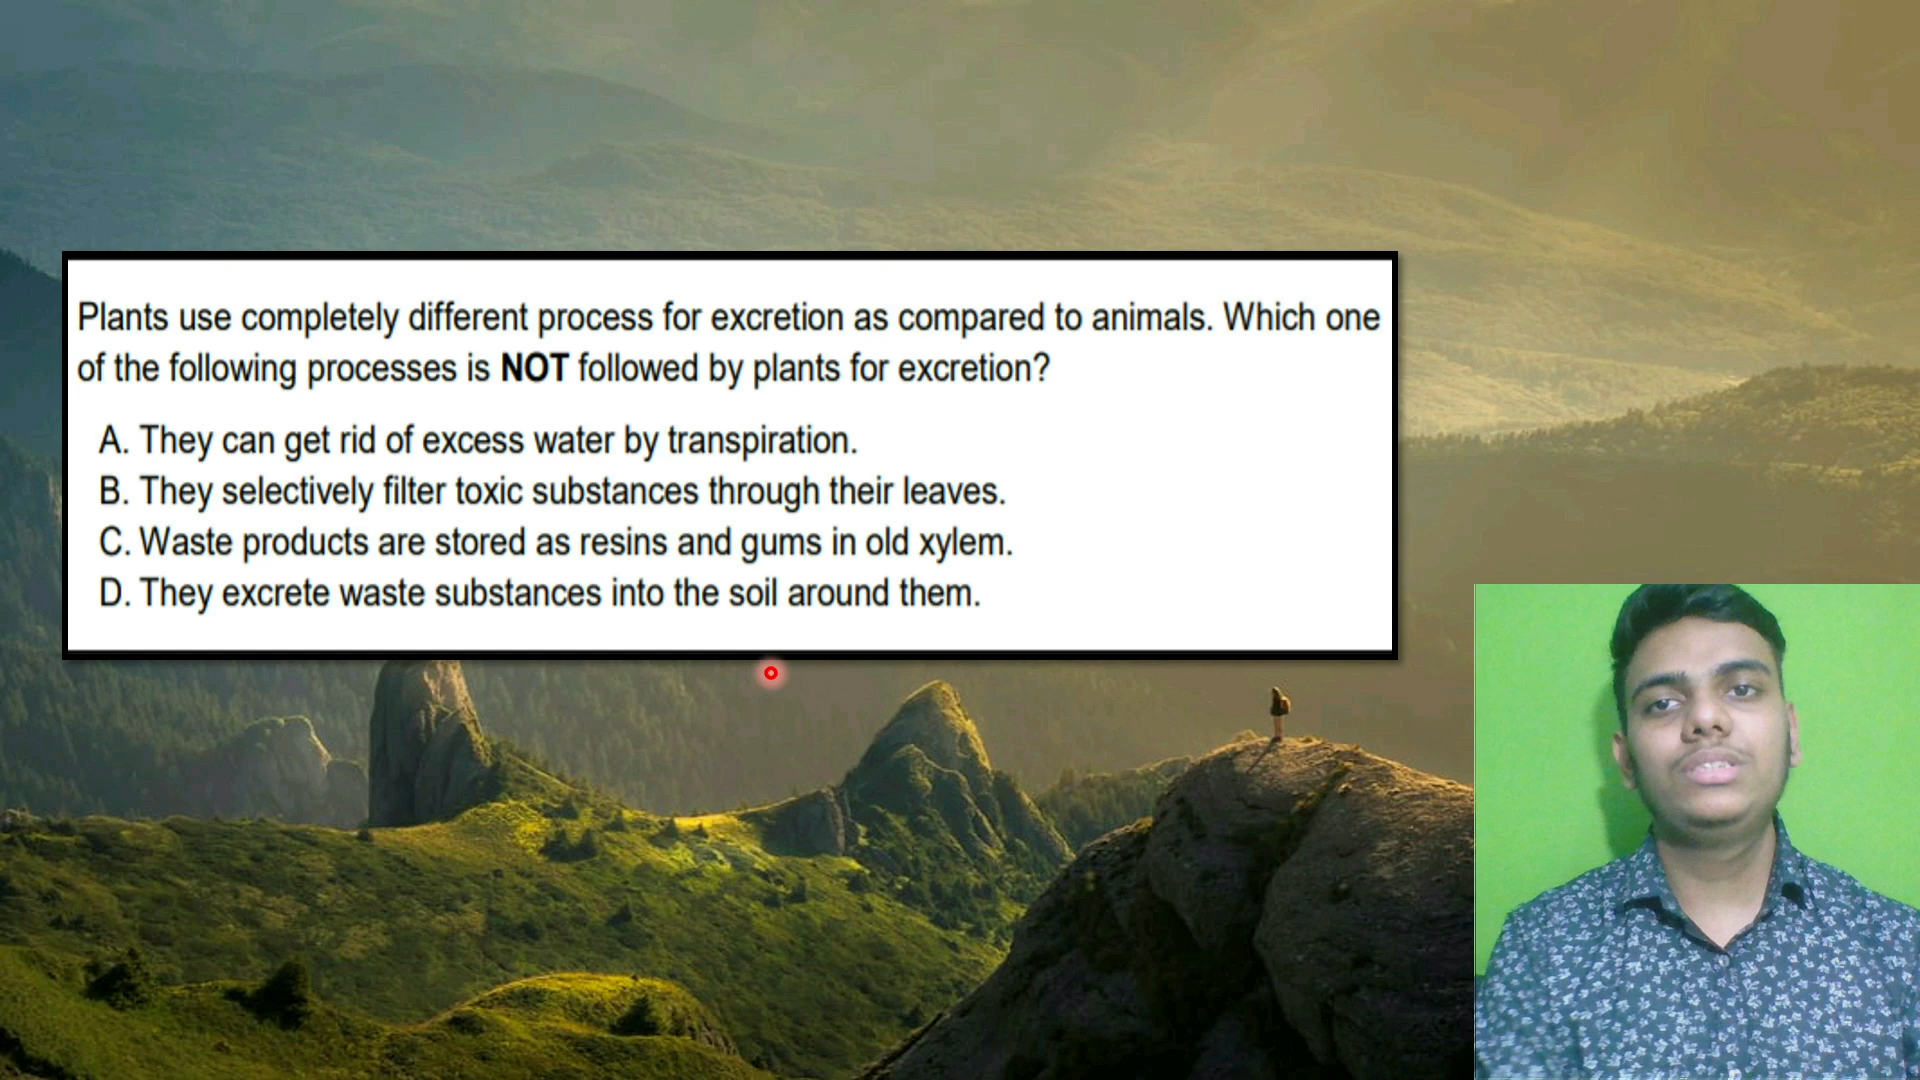 Plants use completely different process for excretion as compared to animals. Which one
of the following processes is NOT followed by plants for excretion?
A. They can get rid of excess water by transpiration.
B. They selectively filter toxic substances through their leaves.
C. Waste products are stored as resins and gums in old xylem.
D. They excrete waste substances into the soil around them.